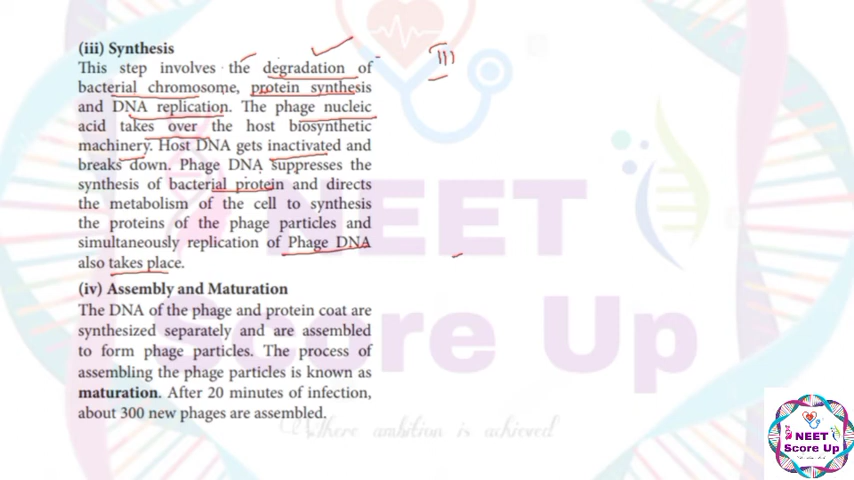 (iii) Synthesis
This step involves the degradation of
bacterial chromosome, protein synthesis
and DNA replication. The phage nucleic
acid takes over the host biosynthetic
machinery. Host DNA gets inactivated and
breaks down. Phage DNA suppresses the
synthesis of bacterial protein and directs
the metabolism of the cell to synthesis
the proteins of the phage particles and
simultaneously replication of Phage DNA
also takes place.
(iv) Assembly and Maturation
The DNA of the phage and protein coat are
synthesized separately and are assembled
to form phage particles. The process of
assembling the phage particles is known as
maturation. After 20 minutes of infection,
about 300 new phages are assembled.
III
NEET
Score Up
Where ambition is achieved
NEET
Score Up